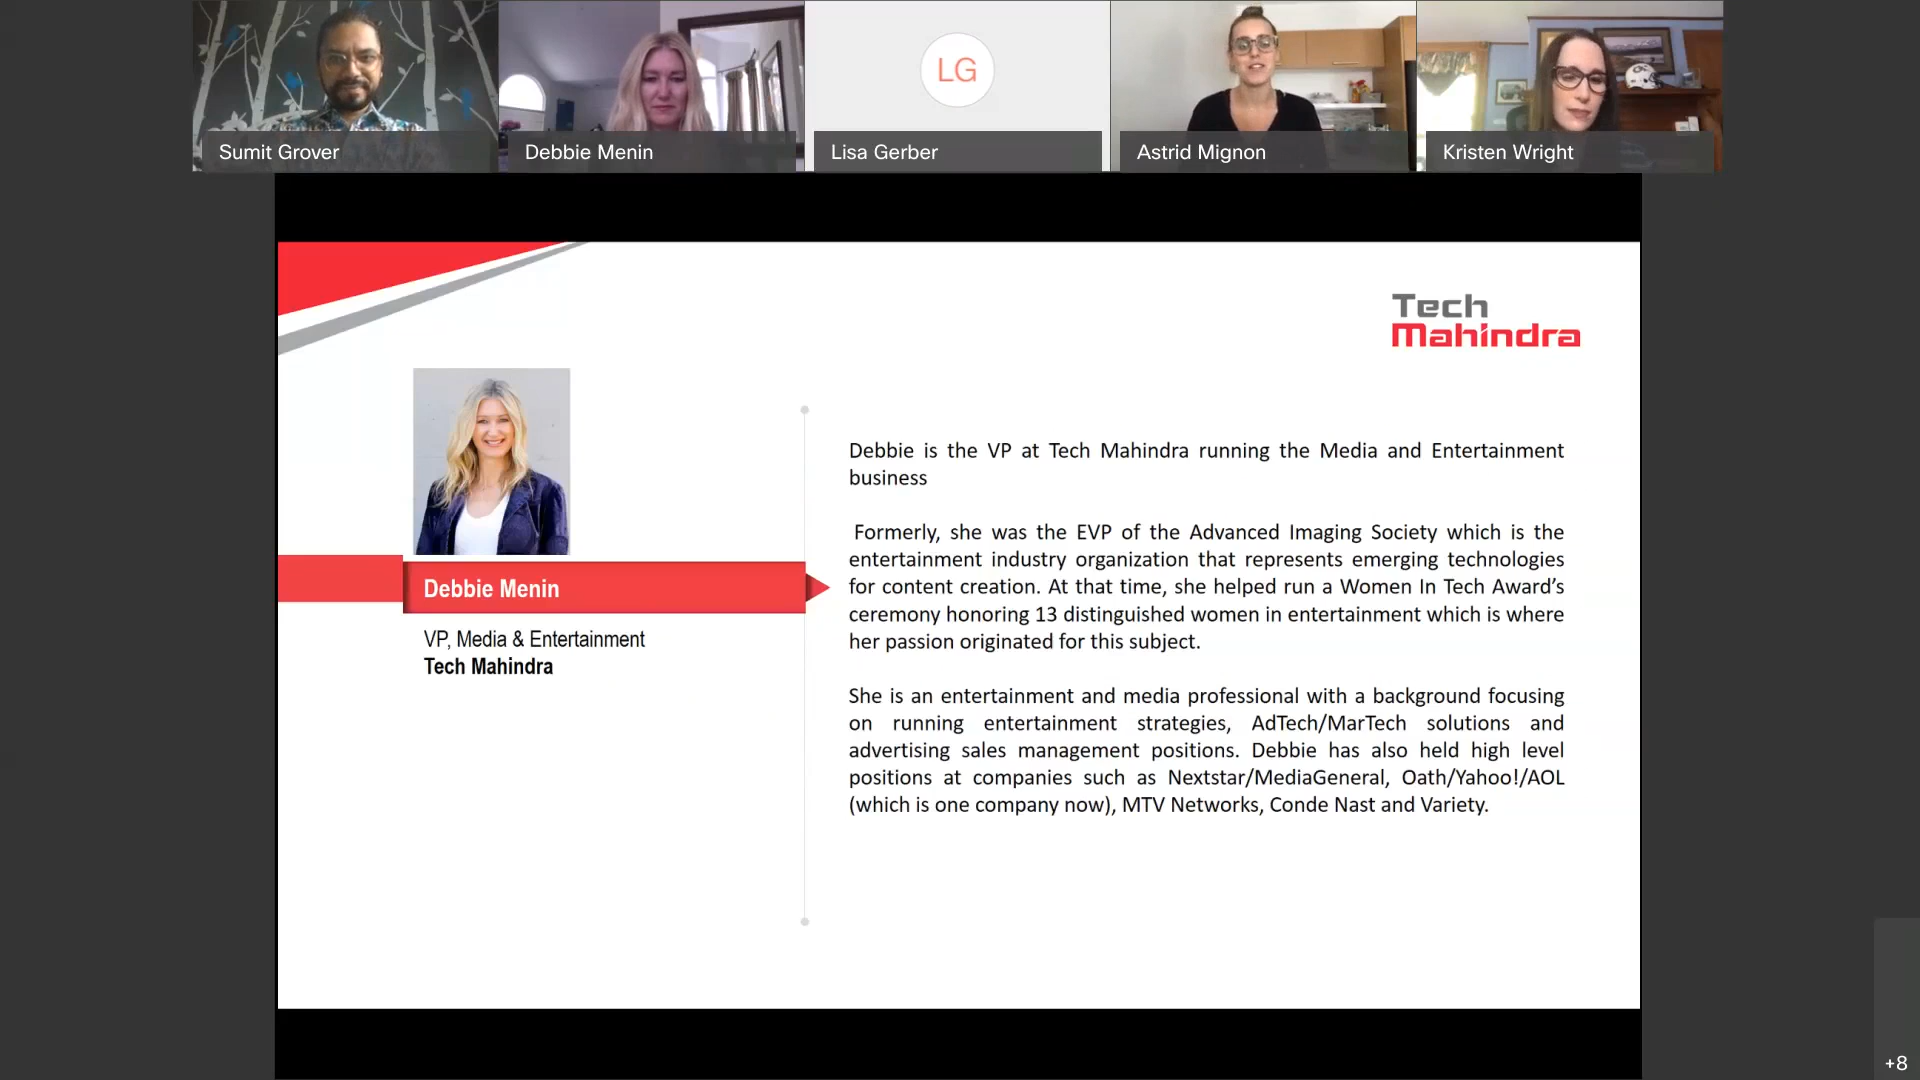 Sumit Grover
Debbie Menin
LG
Lisa Gerber
Astrid Mignon
Kristen Wright
Tech
Mahindra
Debbie Menin
VP, Media & Entertainment
Tech Mahindra
Debbie is the VP at Tech Mahindra running the Media and Entertainment
business
Formerly, she was the EVP of the Advanced Imaging Society which is the
entertainment industry organization that represents emerging technologies
for content creation. At that time, she helped run a Women In Tech Award’s
ceremony honoring 13 distinguished women in entertainment which is where
her passion originated for this subject.
She is an entertainment and media professional with a background focusing
on running entertainment strategies, AdTech/MarTech solutions and
advertising sales management positions. Debbie has also held high level
positions at companies such as Nextstar/MediaGeneral, Oath/Yahoo!/AOL
(which is one company now), MTV Networks, Conde Nast and Variety.
+8